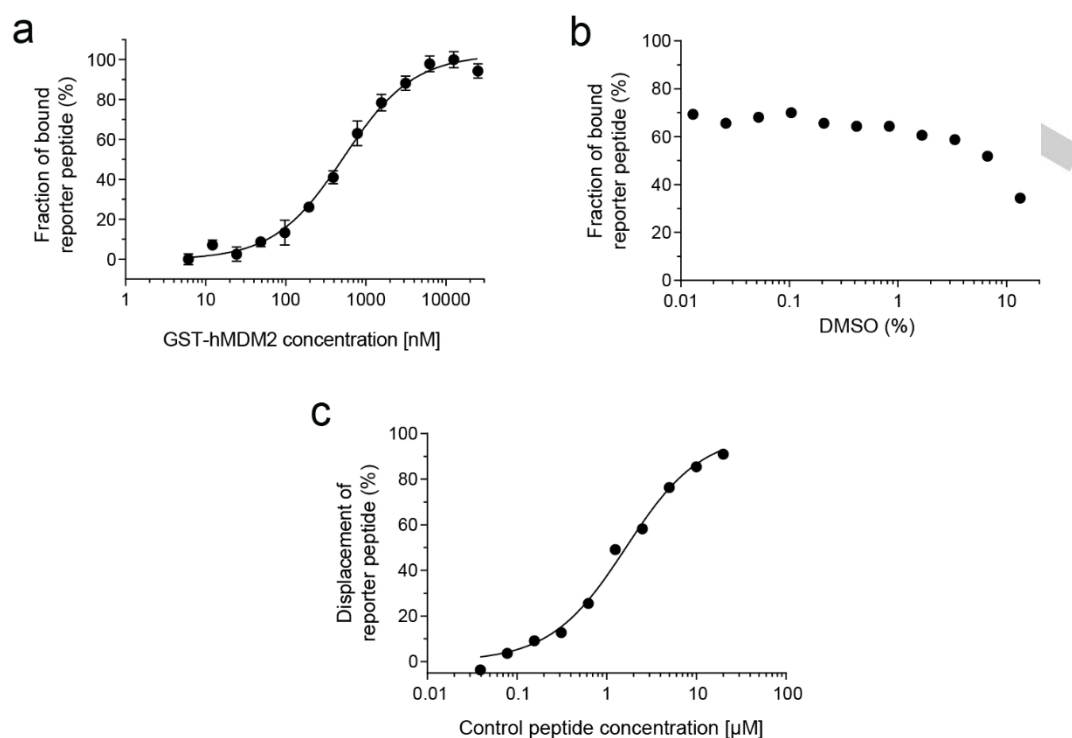 a
Fraction of bound
reporter peptide (%)
100
80
60
40
20
0
1
10
100
1000
10000
GST-hMDM2 concentration [nM]
b
Fraction of bound
reporter peptide (%)
100
80
60
40
20
0
0.01
0.1
1
10
DMSO (%)
c
Displacement of
reporter peptide (%)
100
80
60
40
20
0
0.01
0.1
1
10
100
Control peptide concentration [µM]